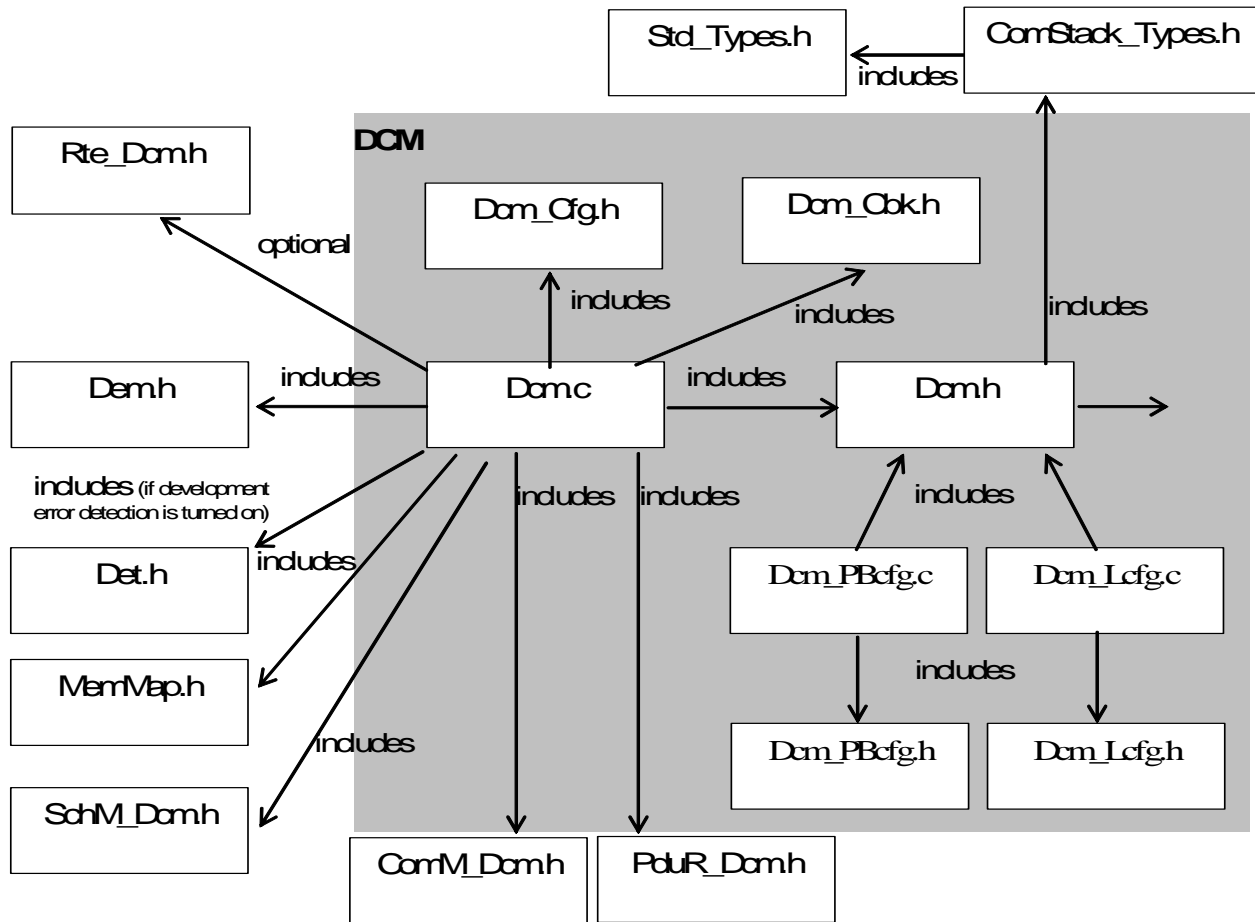 Std_Types.h
ComStack_Types.h
includes
DCM
Rte_Dcm.h
Dcm_Cfg.h
Dcm_Cbk.h
optional
includes
includes
includes
Dem.h
includes
Dcm.c
includes
Dcm.h
includes (if development
error detection is turned on)
includes
includes
includes
includes
Det.h
Dcm_PBcfg.c
Dcm_Lcfg.c
MemMap.h
includes
includes
Dcm_PBcfg.h
Dcm_Lcfg.h
SchM_Dcm.h
ComM_Dcm.h
PduR_Dcm.h